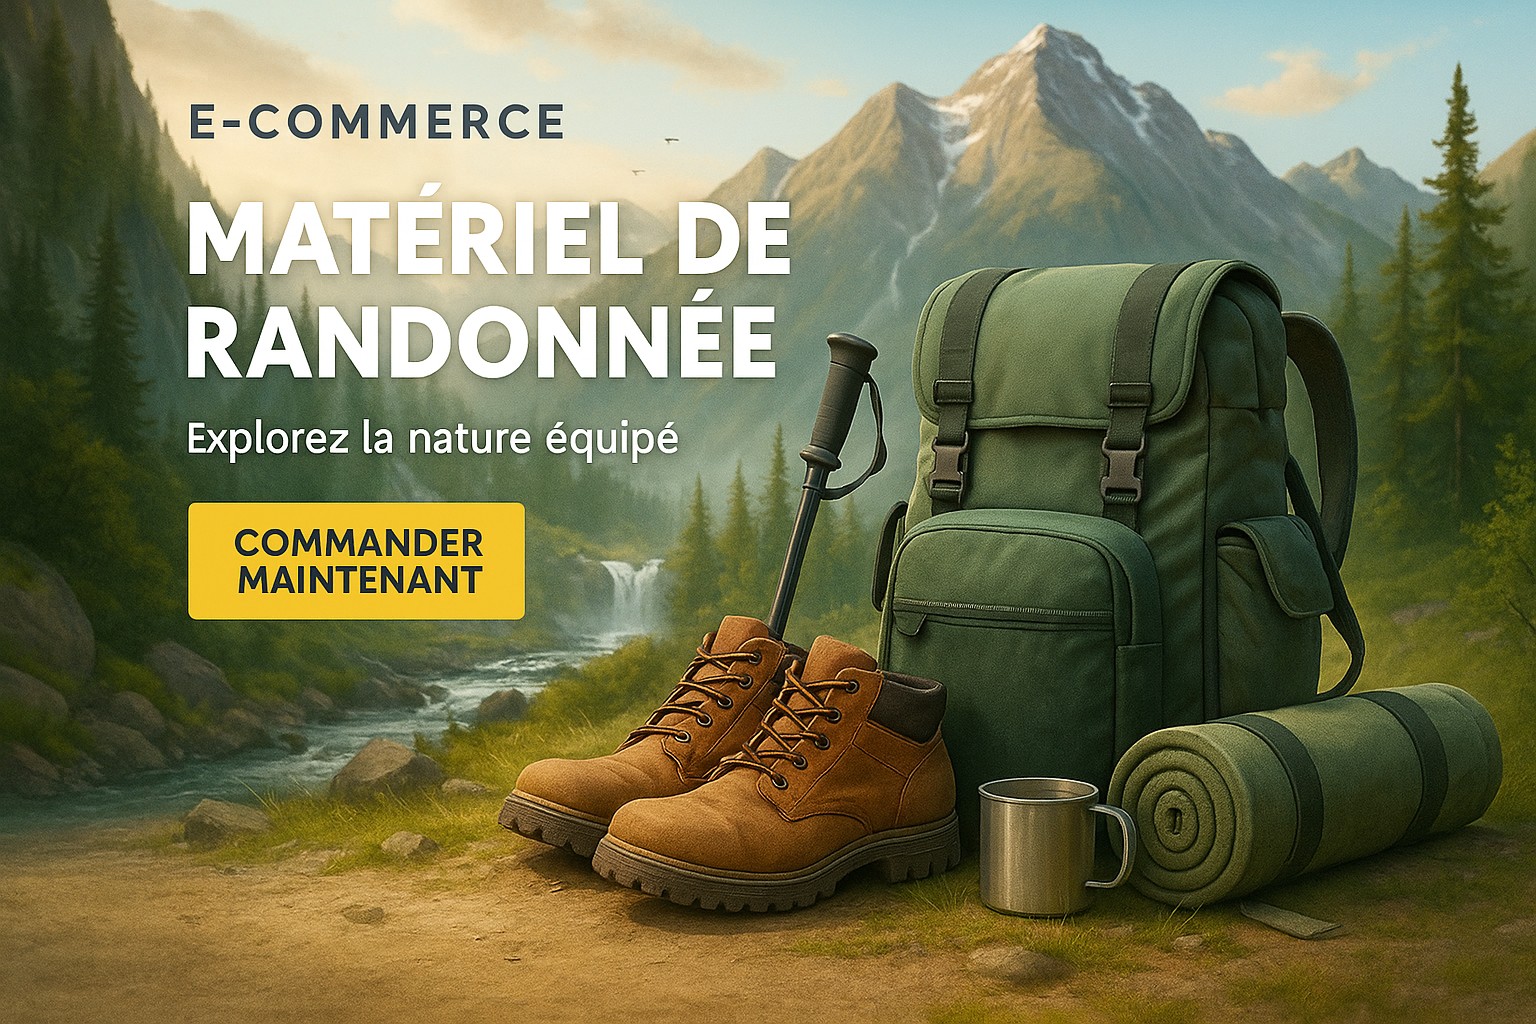 E-COMMERCE
MATÉRIEL DE
RANDONNÉE
Explorez la nature équipé
COMMANDER
MAINTENANT